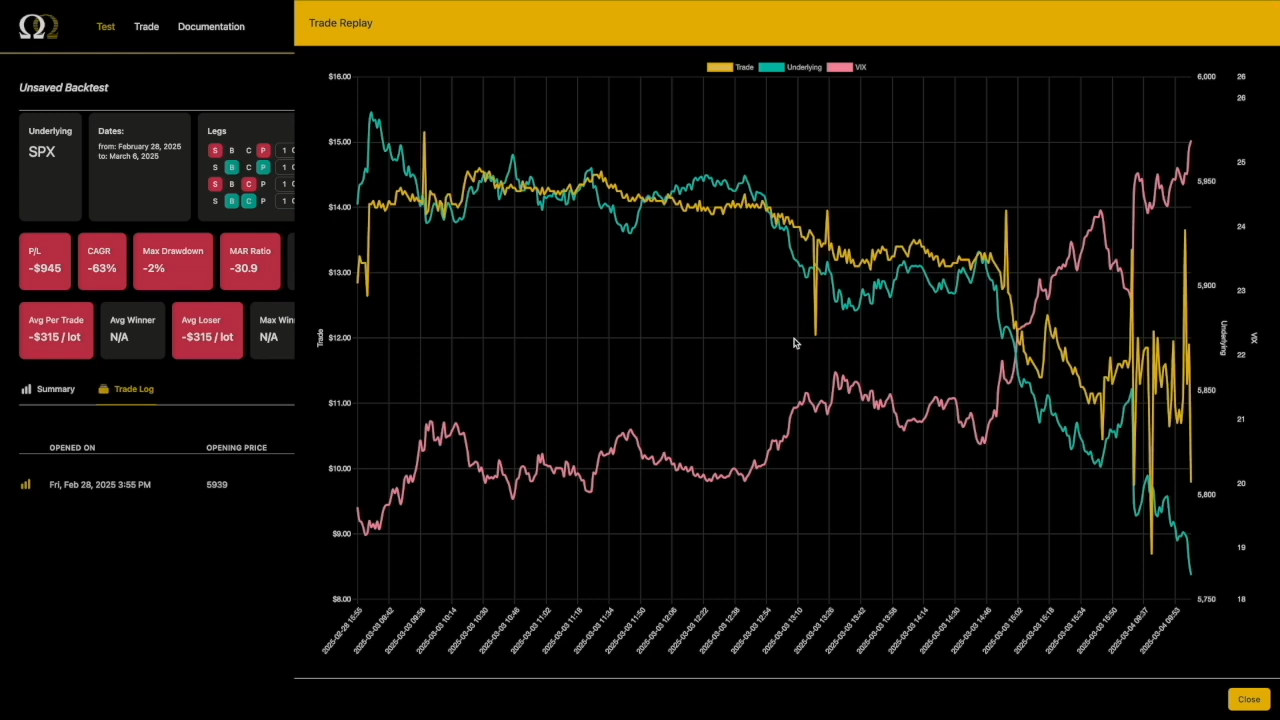 Test Trade Documentation
Trade Replay
Unsaved Backtest
Underlying
SPX
Dates:
from: February 28, 2025
to: March 6, 2025
Legs
S B C P 1
S B C P 1
S B C P 1
S B C P 1
P/L
-$945
CAGR
-63%
Max Drawdown
-2%
MAR Ratio
-30.9
Avg Per Trade
-$315 / lot
Avg Winner
N/A
Avg Loser
-$315 / lot
Max Win
N/A
Summary Trade Log
OPENED ON OPENING PRICE
Fri, Feb 28, 2025 3:55 PM 5939
Trade Underlying VIX
$16.00
$15.00
$14.00
$13.00
$12.00
$11.00
$10.00
$9.00
$8.00
Trade
6,000
5,950
5,900
5,850
5,800
5,750
Underlying
26
26
25
24
23
22
21
20
19
18
VIX
2025-02-28 15:55
2025-03-03 09:42
2025-03-03 09:58
2025-03-03 10:14
2025-03-03 10:30
2025-03-03 10:46
2025-03-03 11:02
2025-03-03 11:18
2025-03-03 11:34
2025-03-03 11:50
2025-03-03 12:06
2025-03-03 12:22
2025-03-03 12:38
2025-03-03 12:54
2025-03-03 13:10
2025-03-03 13:26
2025-03-03 13:42
2025-03-03 13:58
2025-03-03 14:14
2025-03-03 14:30
2025-03-03 14:46
2025-03-03 15:02
2025-03-03 15:18
2025-03-03 15:34
2025-03-03 15:50
2025-03-04 09:37
2025-03-04 09:53
Close